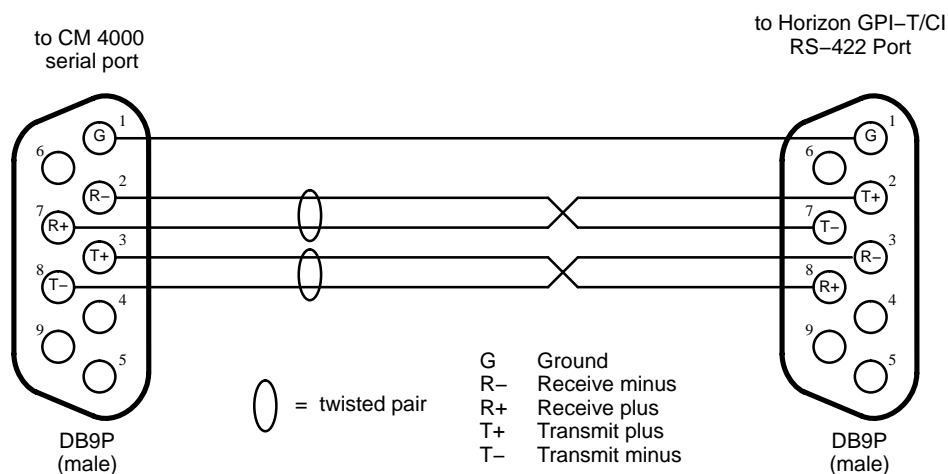 to CM 4000
serial port
to Horizon GPI−T/CI
RS−422 Port
1
G
6
2
R−
7
R+
3
T+
8
T−
4
9
5
1
G
6
2
T+
7
T−
3
R−
8
R+
4
9
5
DB9P
(male)
= twisted pair
G Ground
R− Receive minus
R+ Receive plus
T+ Transmit plus
T− Transmit minus
DB9P
(male)